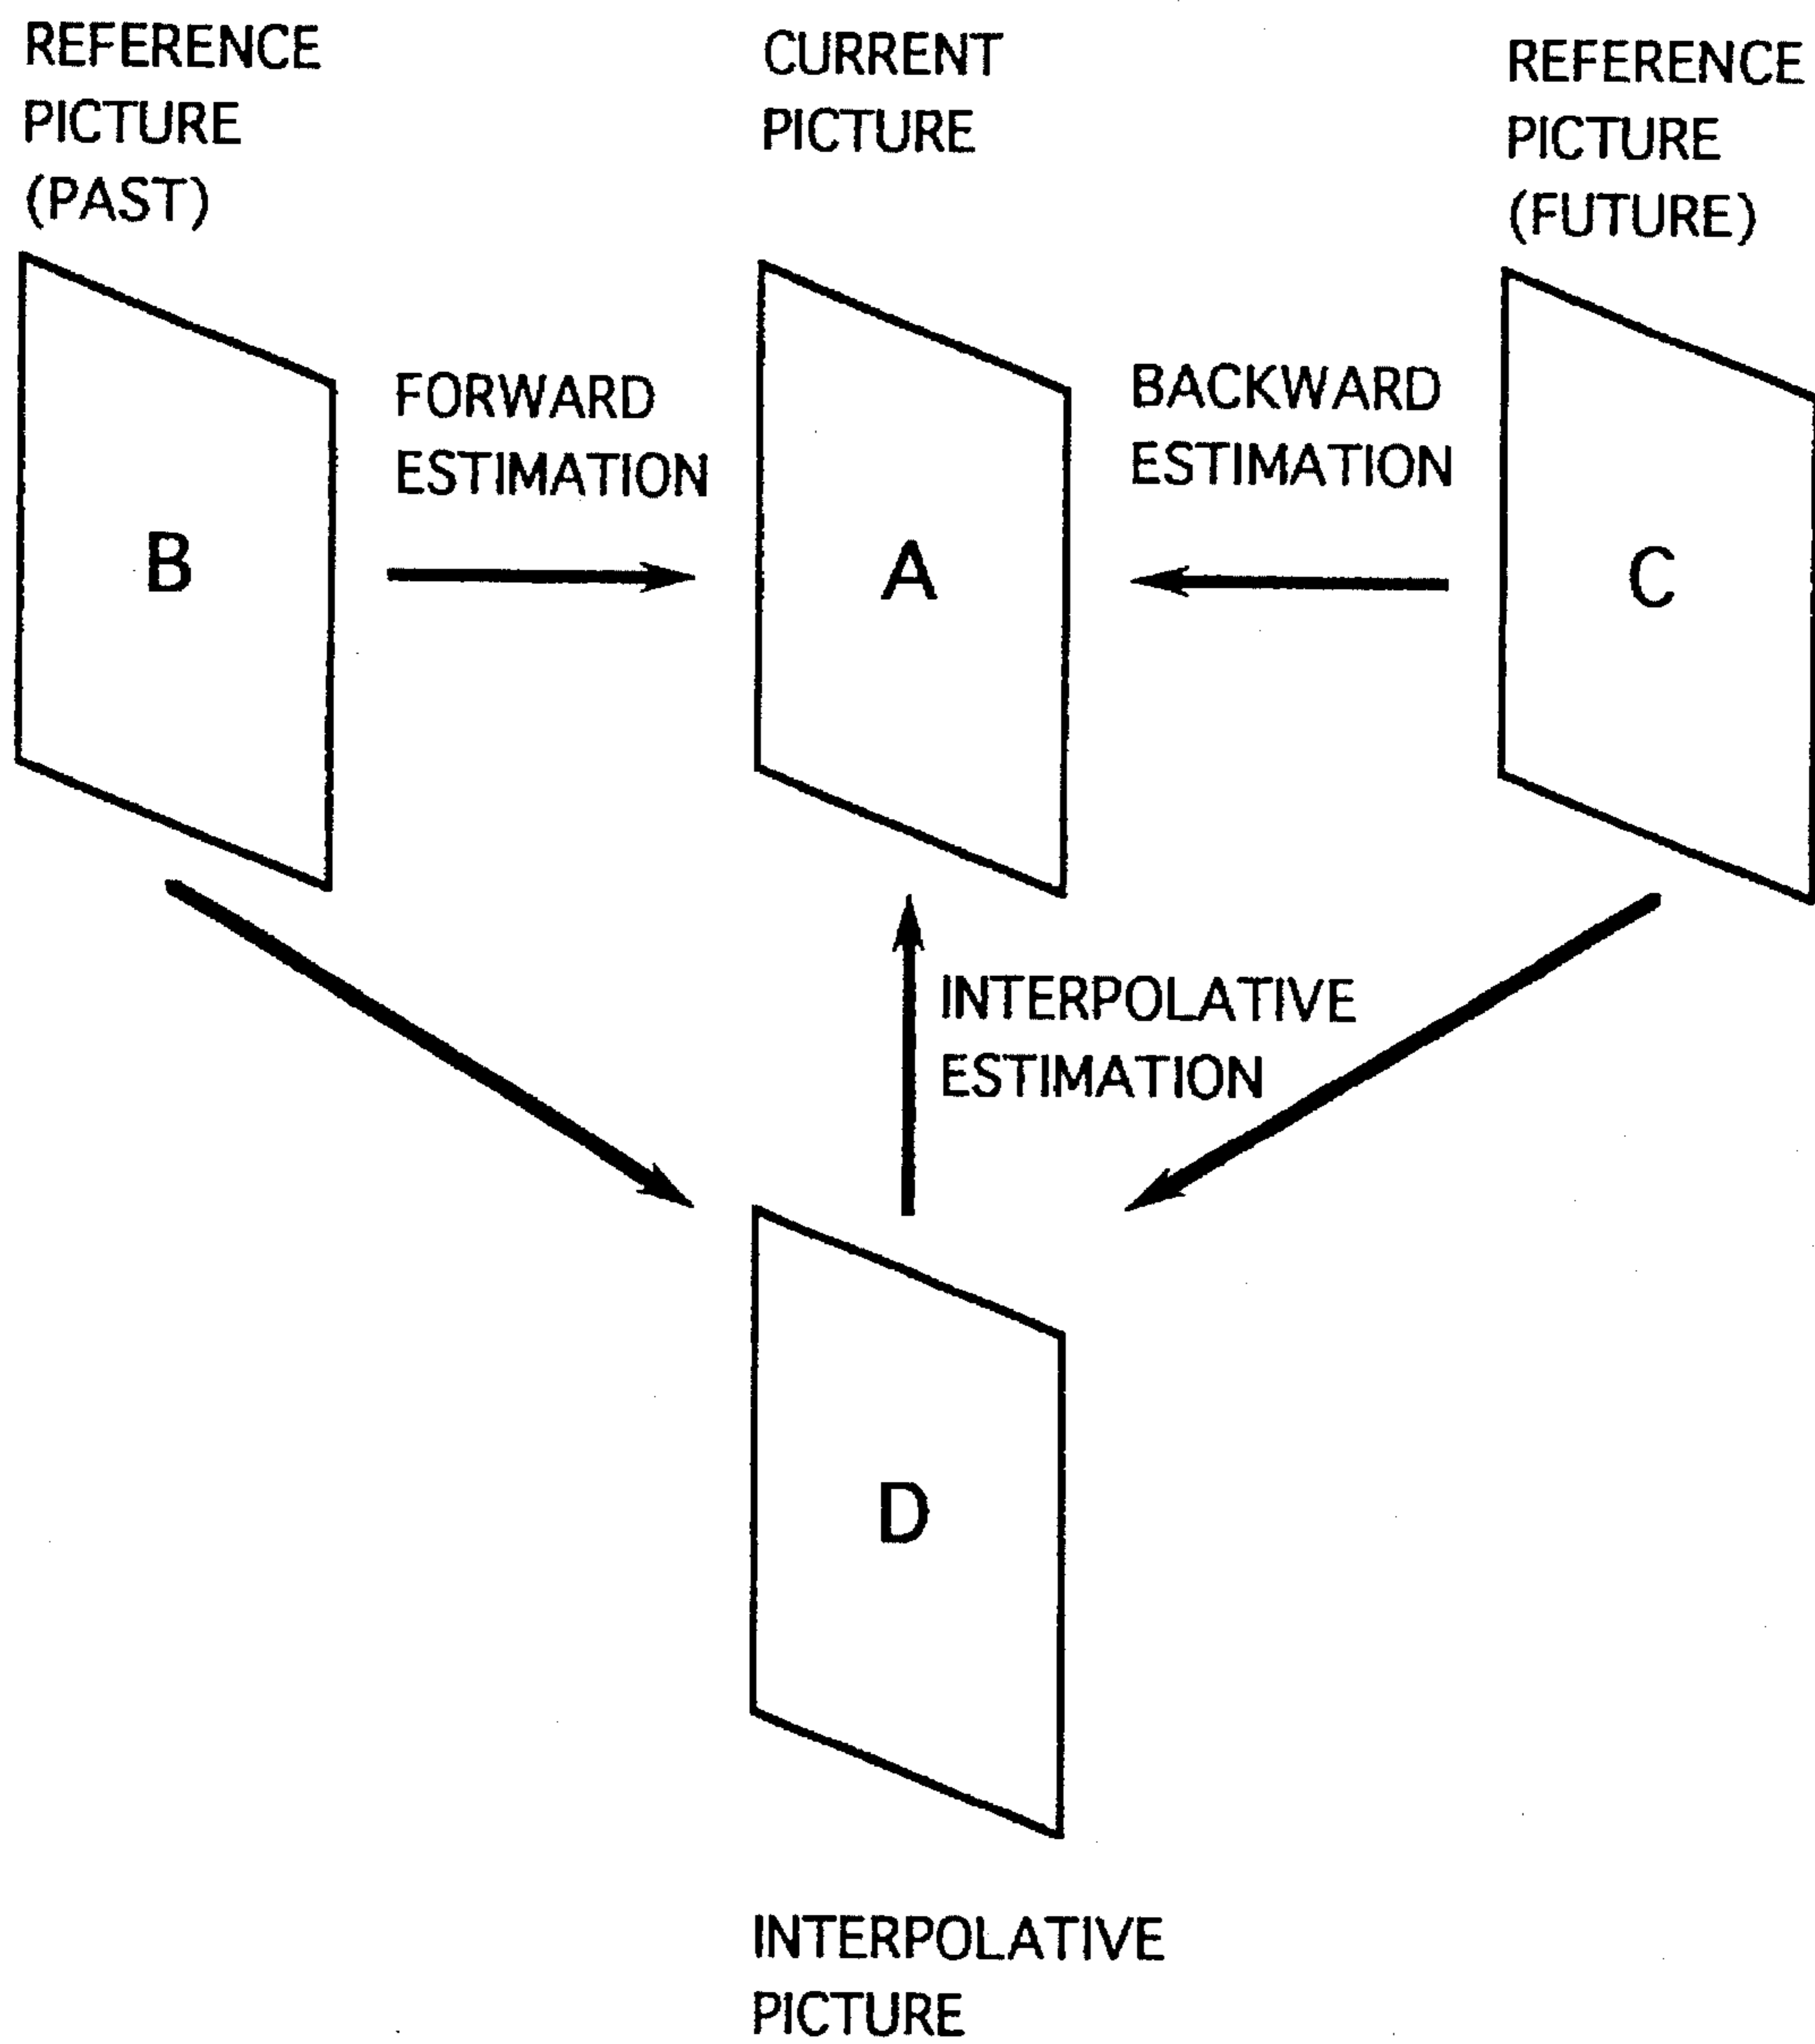 REFERENCE
PICTURE
(PAST)
CURRENT
PICTURE
REFERENCE
PICTURE
(FUTURE)
FORWARD
ESTIMATION
BACKWARD
ESTIMATION
B
A
C
INTERPOLATIVE
ESTIMATION
D
INTERPOLATIVE
PICTURE